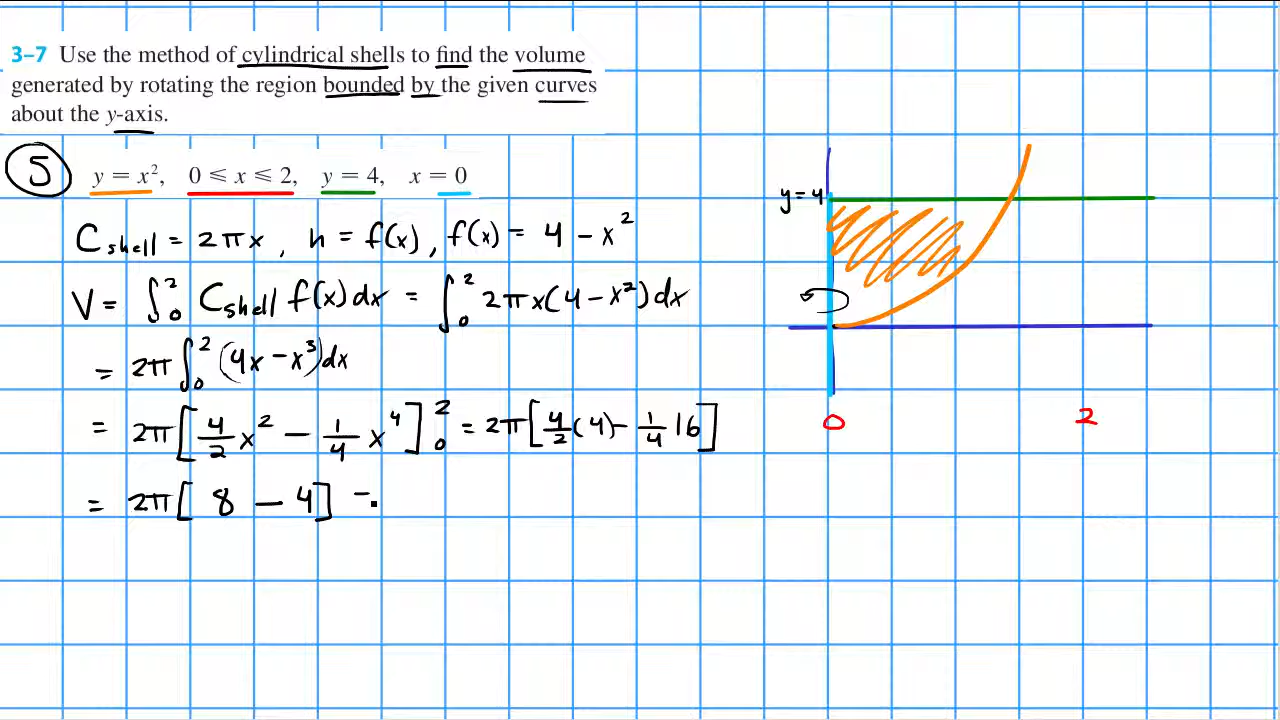 3–7 Use the method of cylindrical shells to find the volume
generated by rotating the region bounded by the given curves
about the y-axis.
5 y = x², 0 ≤ x ≤ 2, y = 4, x = 0
C shell = 2πx, h = f(x), f(x) = 4 − x²
V = ∫₀² C shell f(x)dx = ∫₀² 2πx(4 − x²)dx
= 2π∫₀² (4x − x³)dx
= 2π[4/2 x² − 1/4 x⁴]₀² = 2π[4/2 (4) − 1/4 16]
= 2π[8 − 4] =
y = 4
0 2